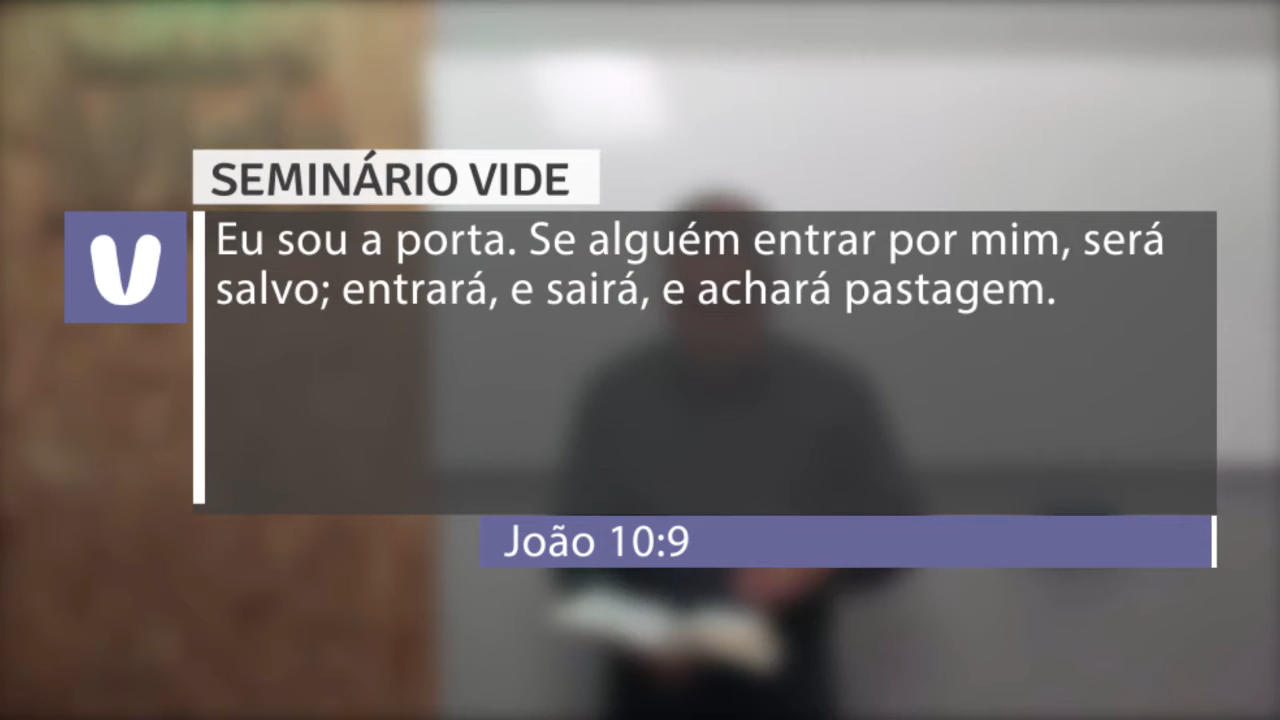 SEMINÁRIO VIDE
Eu sou a porta. Se alguém entrar por mim, será
salvo; entrará, e sairá, e achará pastagem.
João 10:9